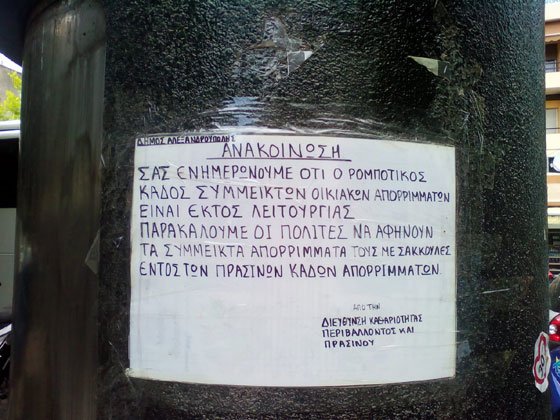 ΔΗΜΟΣ ΑΛΕΞΑΝΔΡΟΥΠΟΛΗΣ
ΑΝΑΚΟΙΝΩΣΗ
ΣΑΣ ΕΝΗΜΕΡΩΝΟΥΜΕ ΟΤΙ Ο ΡΟΜΠΟΤΙΚΟΣ
ΚΑΔΟΣ ΣΥΜΜΕΙΚΤΩΝ ΟΙΚΙΑΚΩΝ ΑΠΟΡΡΙΜΜΑΤΩΝ
ΕΙΝΑΙ ΕΚΤΟΣ ΛΕΙΤΟΥΡΓΙΑΣ
ΠΑΡΑΚΑΛΟΥΜΕ ΟΙ ΠΟΛΙΤΕΣ ΝΑ ΑΦΗΝΟΥΝ
ΤΑ ΣΥΜΜΕΙΚΤΑ ΑΠΟΡΡΙΜΜΑΤΑ ΤΟΥΣ ΜΕ ΣΑΚΚΟΥΛΕΣ
ΕΝΤΟΣ ΤΩΝ ΠΡΑΣΙΝΩΝ ΚΑΔΩΝ ΑΠΟΡΡΙΜΜΑΤΩΝ.
ΑΠΟ ΤΗΝ
ΔΙΕΥΘΥΝΣΗ ΚΑΘΑΡΙΟΤΗΤΑΣ
ΠΕΡΙΒΑΛΛΟΝΤΟΣ ΚΑΙ
ΠΡΑΣΙΝΟΥ